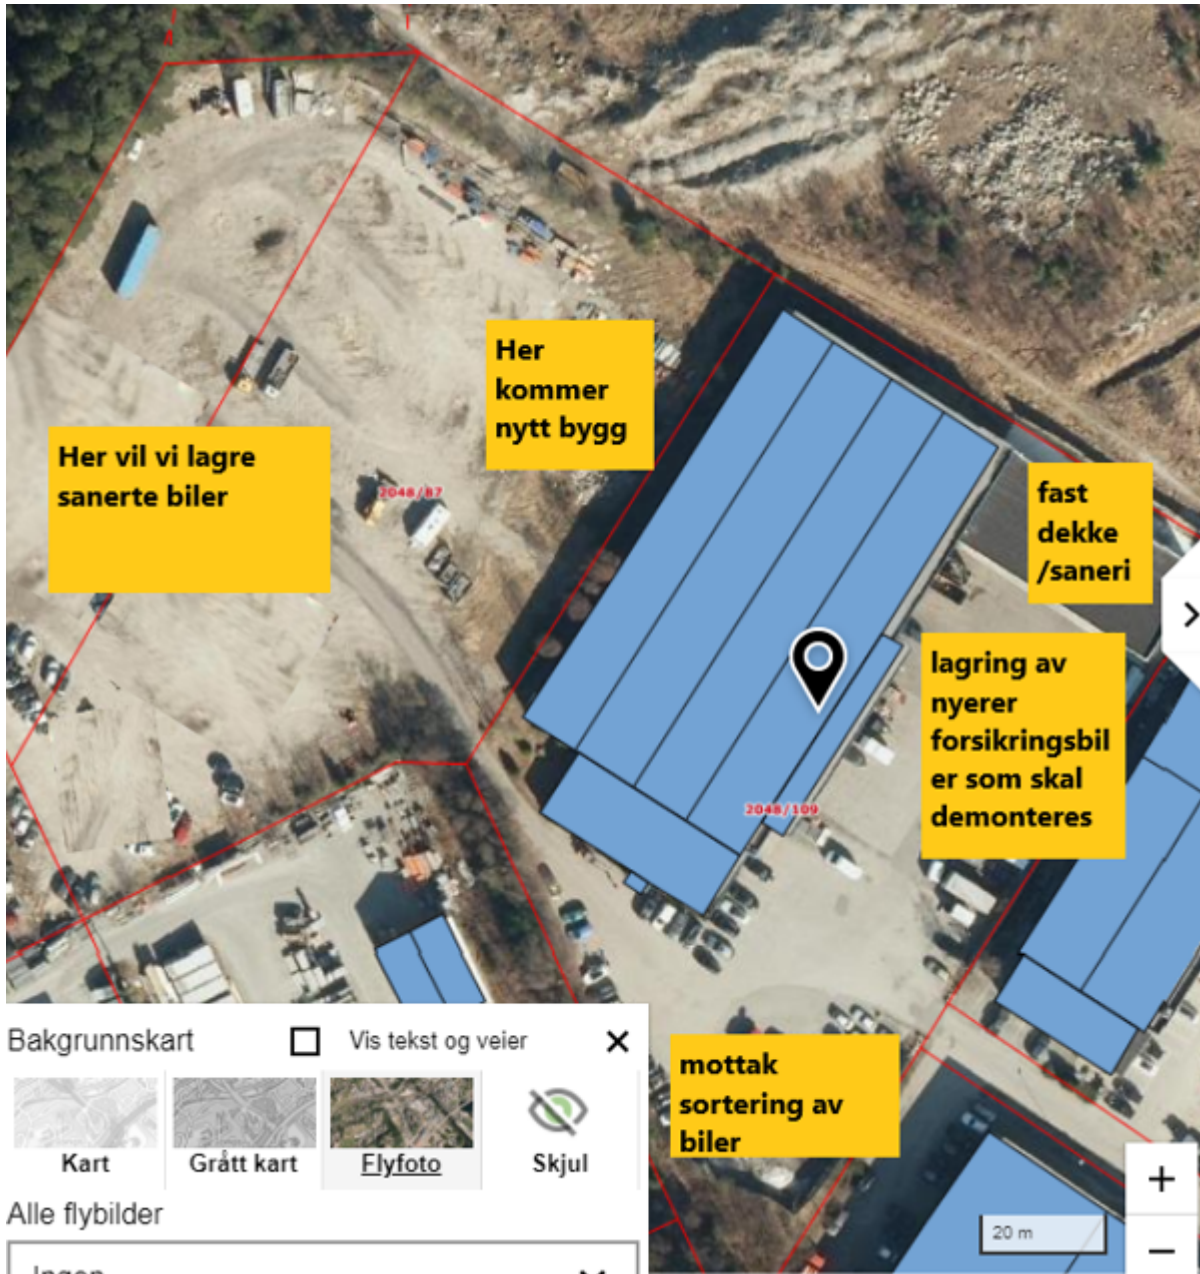 Her
kommer
nytt bygg
Her vil vi lagre
sanerte biler
2048/87
fast
dekke
/saneri
lagring av
nyerer
forsikringsbil
er som skal
demonteres
2048/109
Bakgrunnskart
Vis tekst og veier
mottak
sortering av
biler
Kart
Grått kart
Flyfoto
Skjul
Alle flybilder
20 m
Ingen